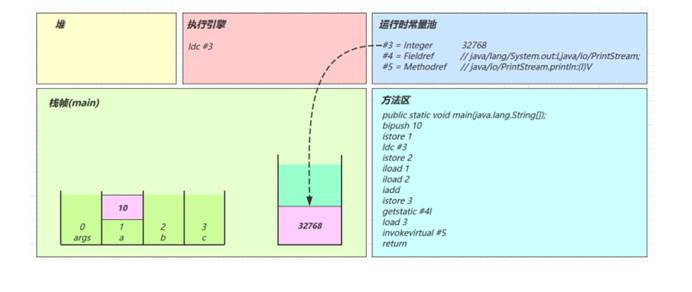 堆
执行引擎
ldc #3
运行时常量池
#3 = Integer 32768
#4 = Fieldref // java/lang/System.out:Ljava/io/PrintStream;
#5 = Methodref // java/io/PrintStream.println:(I)V
栈帧(main)
10
0 1 2 3
args a b c
32768
方法区
public static void main(java.lang.String[]);
bipush 10
istore 1
ldc #3
istore 2
iload 1
iload 2
iadd
istore 3
getstatic #4I
load 3
invokevirtual #5
return